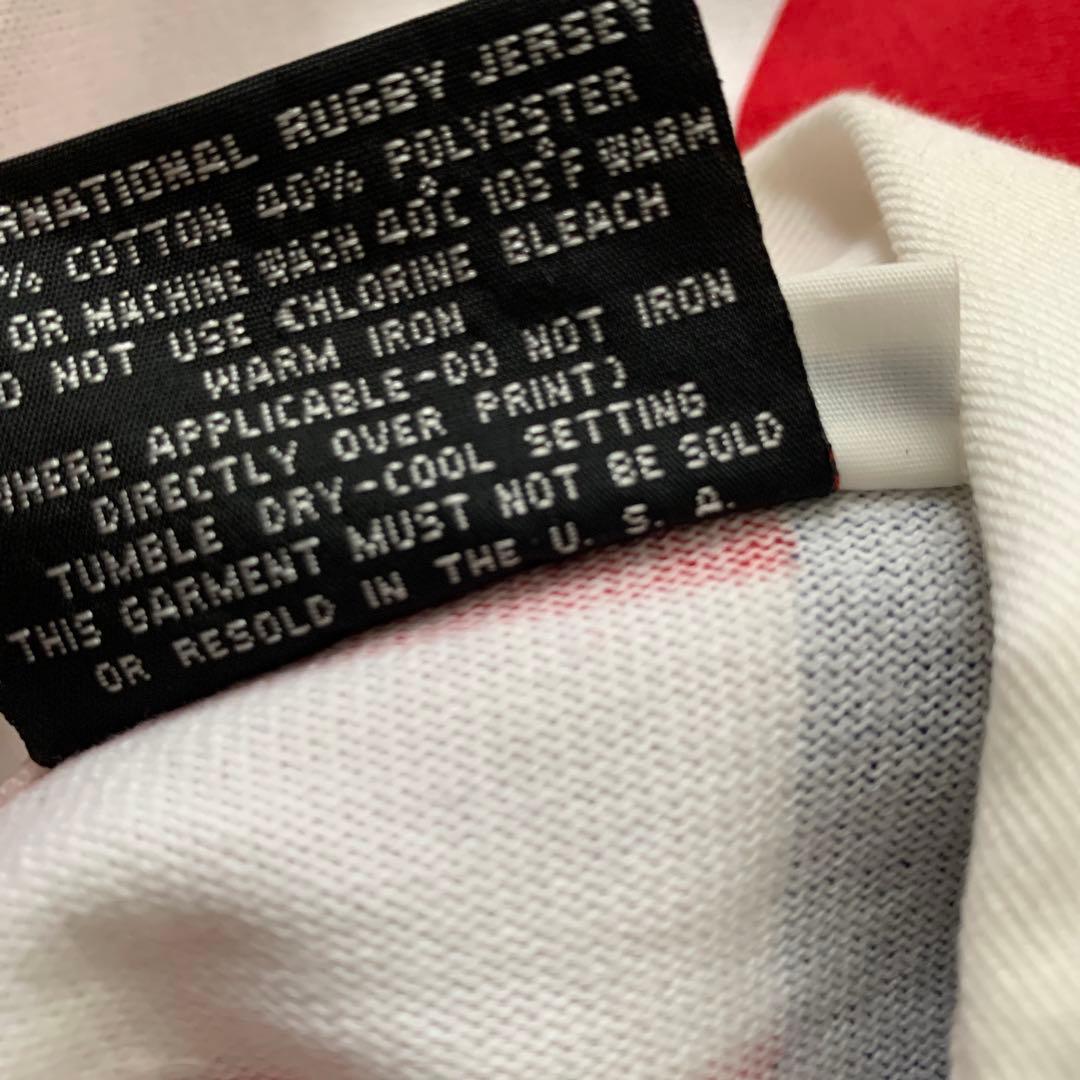 RNATIONAL RUGBY JERSEY
% COTTON 40% POLYESTER
OR MACHINE WASH 40°C 105°F WARM
NOT USE CHLORINE BLEACH
WARM IRON
WHERE APPLICABLE-DO NOT IRON
DIRECTLY OVER PRINT)
TUMBLE DRY-COOL SETTING
THIS GARMENT MUST NOT BE SOLD
OR RESOLD IN THE U. S. A.